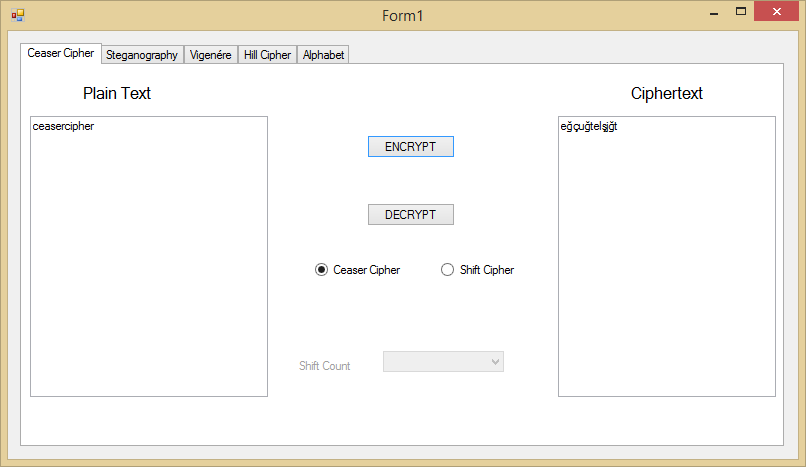 Form1
Ceaser Cipher Steganography Vigenére Hill Cipher Alphabet
Plain Text Ciphertext
ceasercipher eğçuğtelşjğt
ENCRYPT
DECRYPT
Ceaser Cipher Shift Cipher
Shift Count